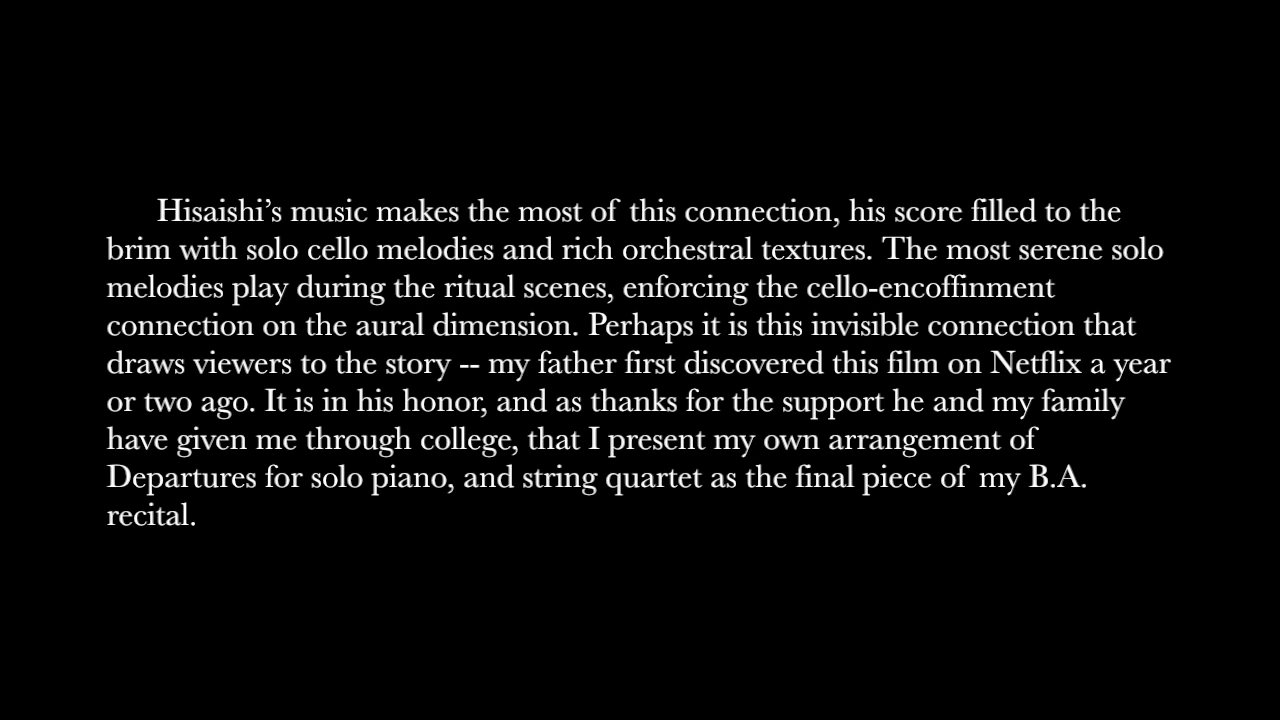 Hisaishi’s music makes the most of this connection, his score filled to the
brim with solo cello melodies and rich orchestral textures. The most serene solo
melodies play during the ritual scenes, enforcing the cello-encoffinment
connection on the aural dimension. Perhaps it is this invisible connection that
draws viewers to the story -- my father first discovered this film on Netflix a year
or two ago. It is in his honor, and as thanks for the support he and my family
have given me through college, that I present my own arrangement of
Departures for solo piano, and string quartet as the final piece of my B.A.
recital.